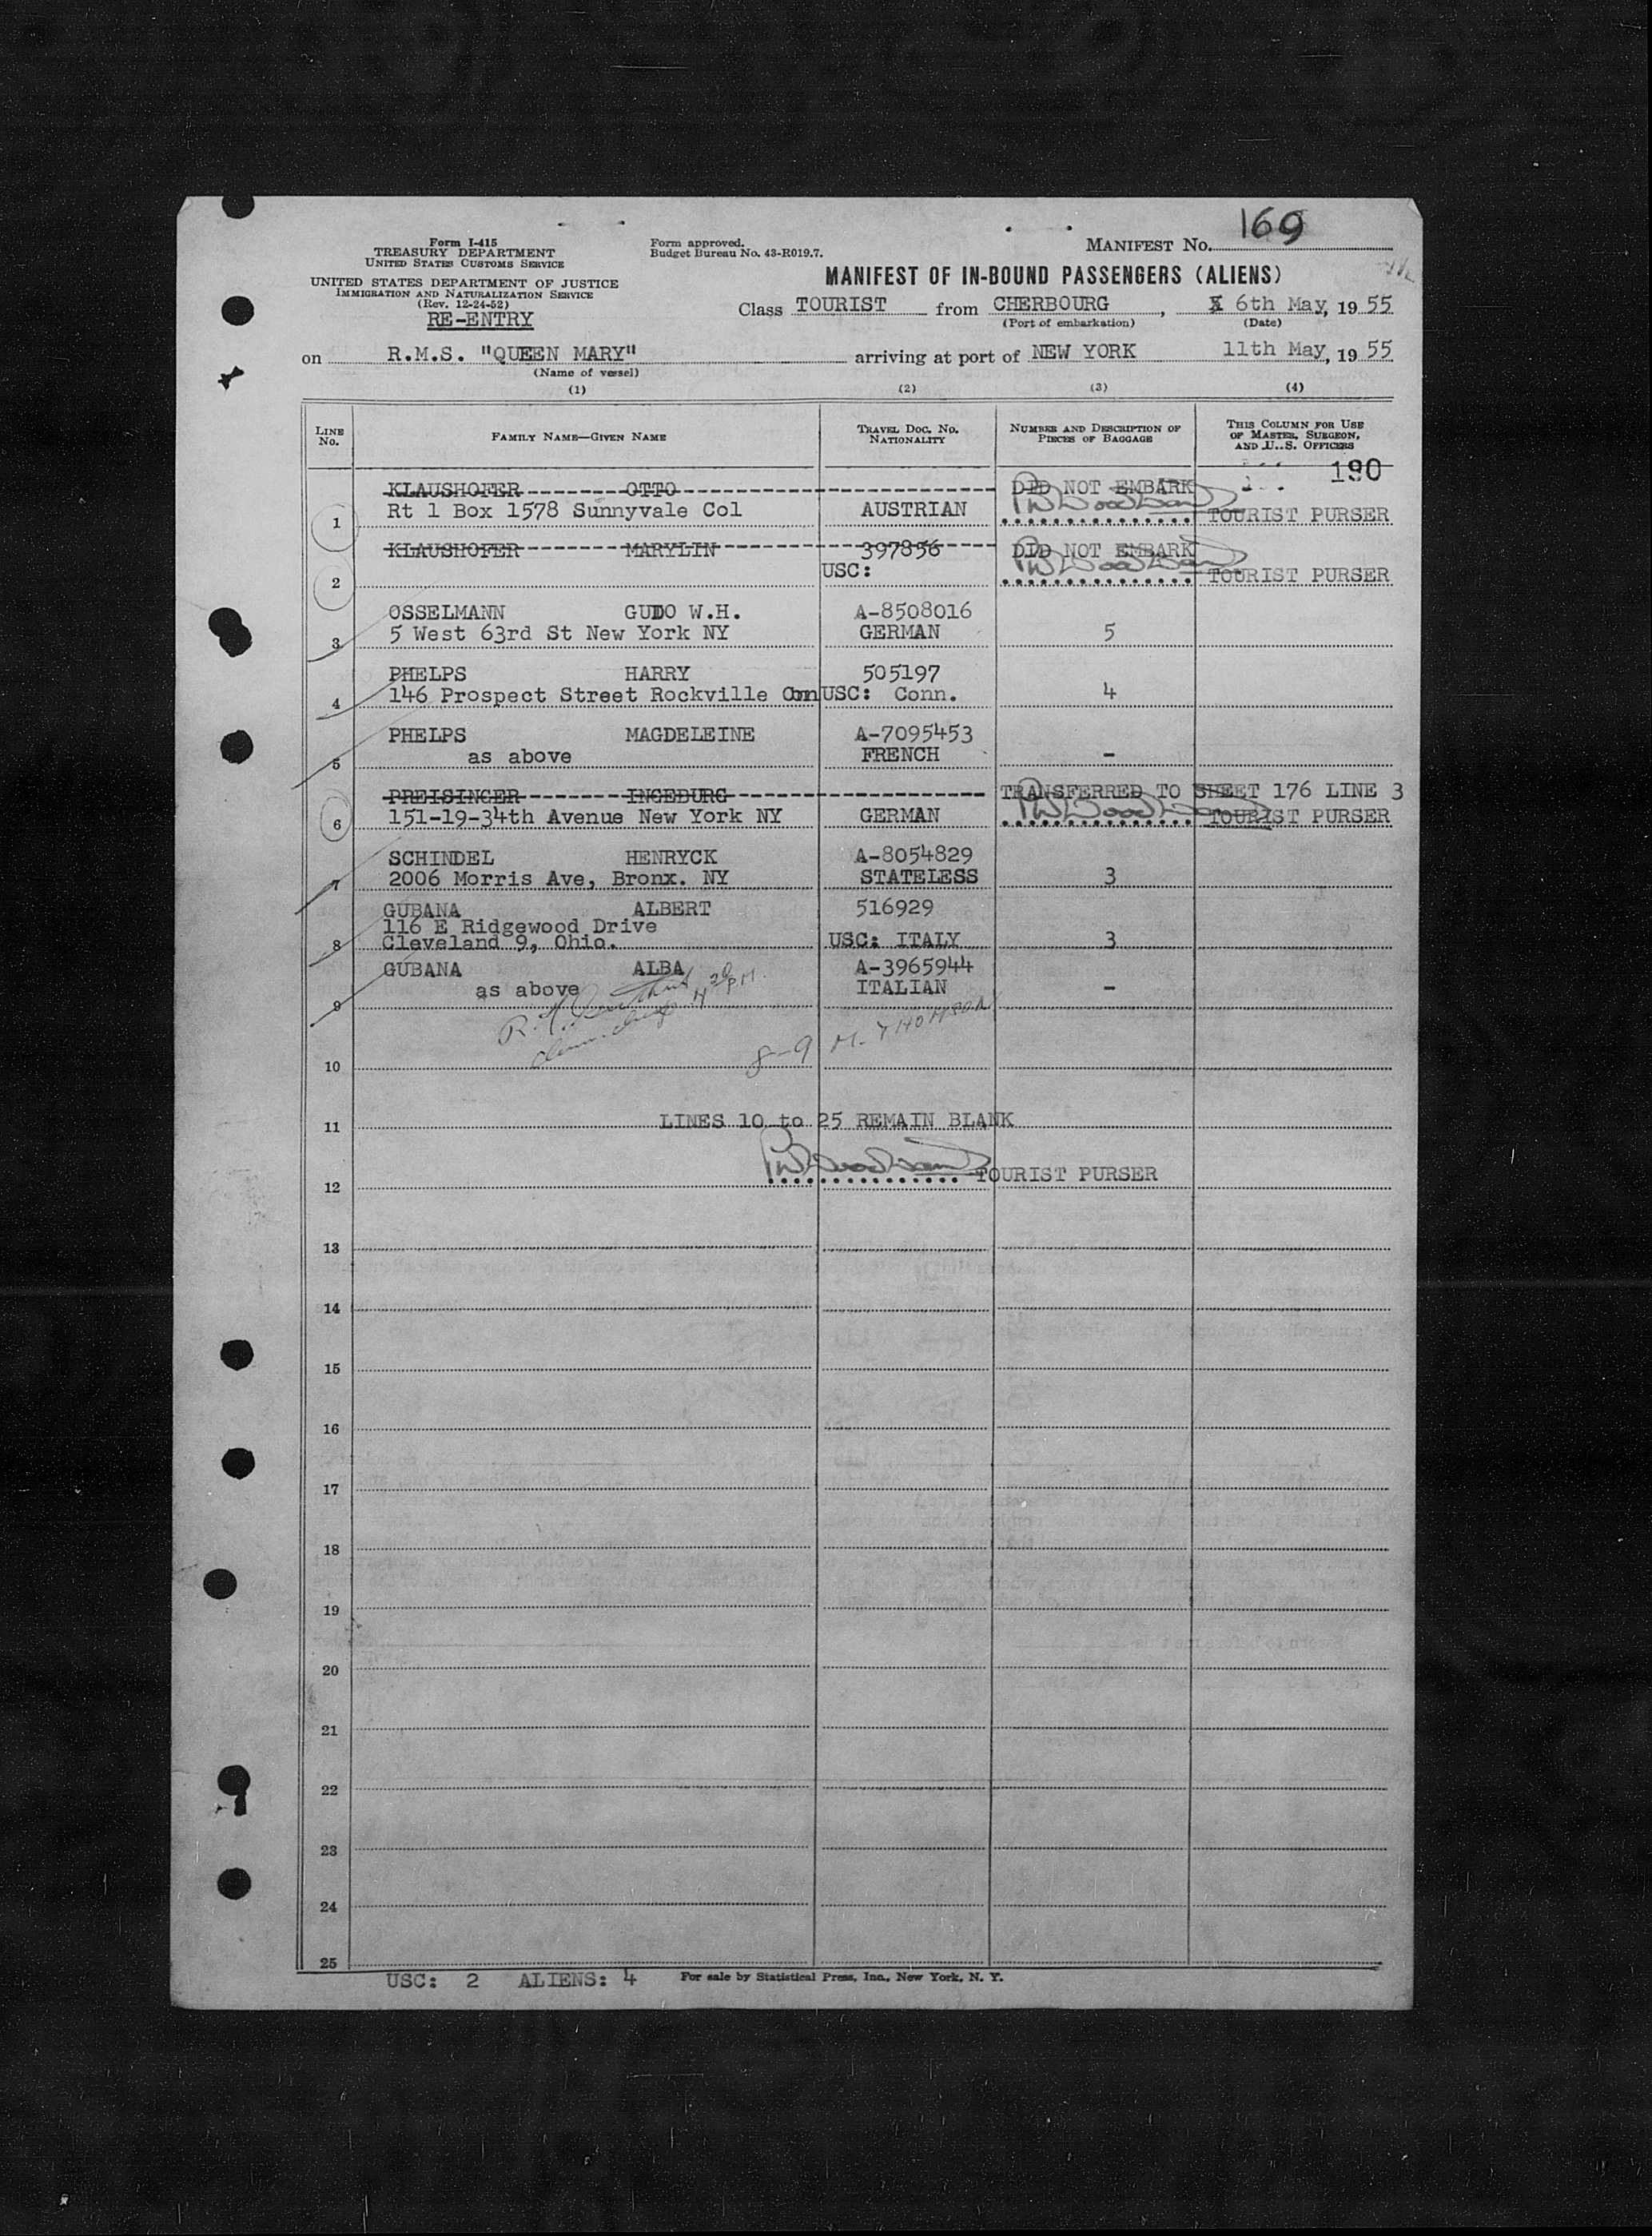 169
Form I-415
TREASURY DEPARTMENT
UNITED STATES CUSTOMS SERVICE
UNITED STATES DEPARTMENT OF JUSTICE
IMMIGRATION AND NATURALIZATION SERVICE
(Rev. 12-24-52)
RE-ENTRY
Form approved.
Budget Bureau No. 43-R019.7.
MANIFEST No.
MANIFEST OF IN-BOUND PASSENGERS (ALIENS)
Class TOURIST from CHERBOURG, X 6th May, 1955
(Port of embarkation) (Date)
on R.M.S. "QUEEN MARY" arriving at port of NEW YORK 11th May, 1955
(Name of vessel)
(1) (2) (3) (4)
LINE No. FAMILY NAME—GIVEN NAME TRAVEL DOC. No. NATIONALITY NUMBER AND DESCRIPTION OF PIECES OF BAGGAGE THIS COLUMN FOR USE OF MASTER, SURGEON, AND U. S. OFFICERS
190
KLAUSHOFER OTTO DID NOT EMBARK
1 Rt 1 Box 1578 Sunnyvale Col AUSTRIAN TOURIST PURSER
KLAUSHOFER MARYLIN 397856 DID NOT EMBARK
2 USC: TOURIST PURSER
OSSELMANN GUDO W.H. A-8508016
3 5 West 63rd St New York NY GERMAN 5
PHELPS HARRY 505197
4 146 Prospect Street Rockville Conn USC: Conn. 4
PHELPS MAGDELEINE A-7095453
5 as above FRENCH -
PREISINGER INGEBURG TRANSFERRED TO SHEET 176 LINE 3
6 151-19-34th Avenue New York NY GERMAN TOURIST PURSER
SCHINDEL HENRYCK A-8054829
7 2006 Morris Ave, Bronx. NY STATELESS 3
GUBANA ALBERT 516929
116 E Ridgewood Drive
8 Cleveland 9, Ohio. USC: ITALY 3
GUBANA ALBA A-3965944
9 as above ITALIAN -
8-9 M. THOMSON
10
11 LINES 10 to 25 REMAIN BLANK
12 TOURIST PURSER
13
14
15
16
17
18
19
20
21
22
23
24
25
USC: 2 ALIENS: 4 For sale by Statistical Press, Inc., New York, N. Y.